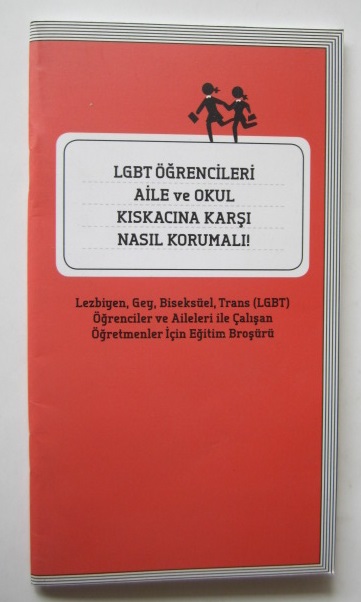 LGBT ÖĞRENCİLERİ
AİLE ve OKUL
KISKACINA KARŞI
NASIL KORUMALI!
Lezbiyen, Gey, Biseksüel, Trans (LGBT)
Öğrenciler ve Aileleri ile Çalışan
Öğretmenler İçin Eğitim Broşürü